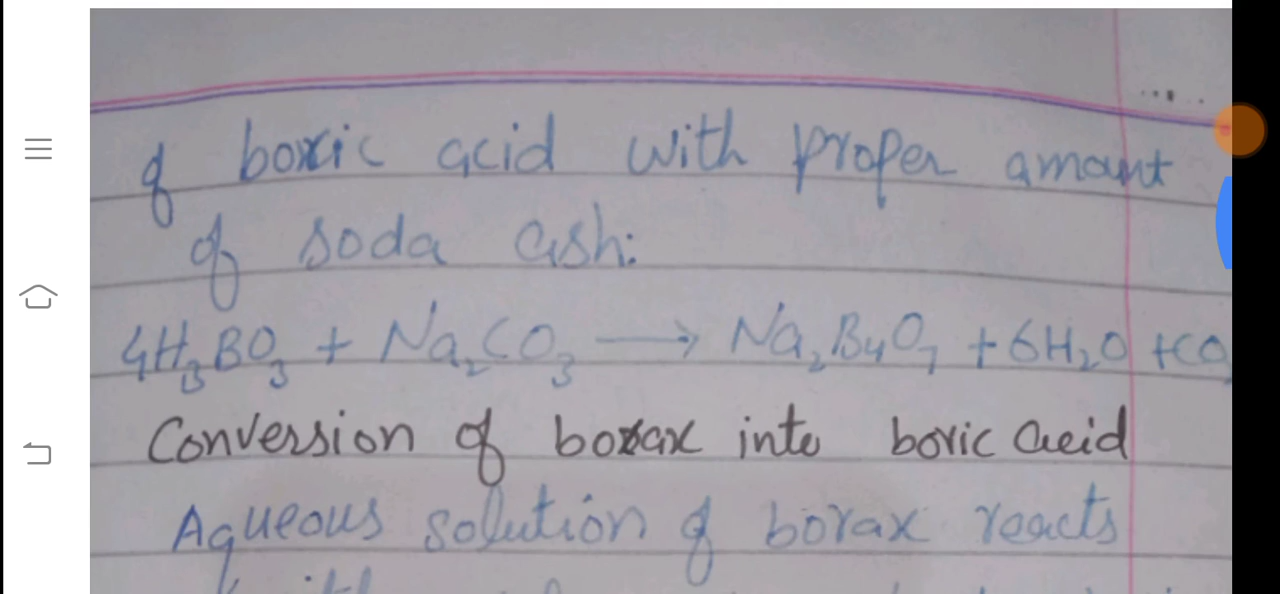 of boric acid with proper amount
of soda ash:
4H₃BO₃ + Na₂CO₃ → Na₂B₄O₇ + 6H₂O + CO
Conversion of borax into boric acid
Aqueous solution of borax reacts